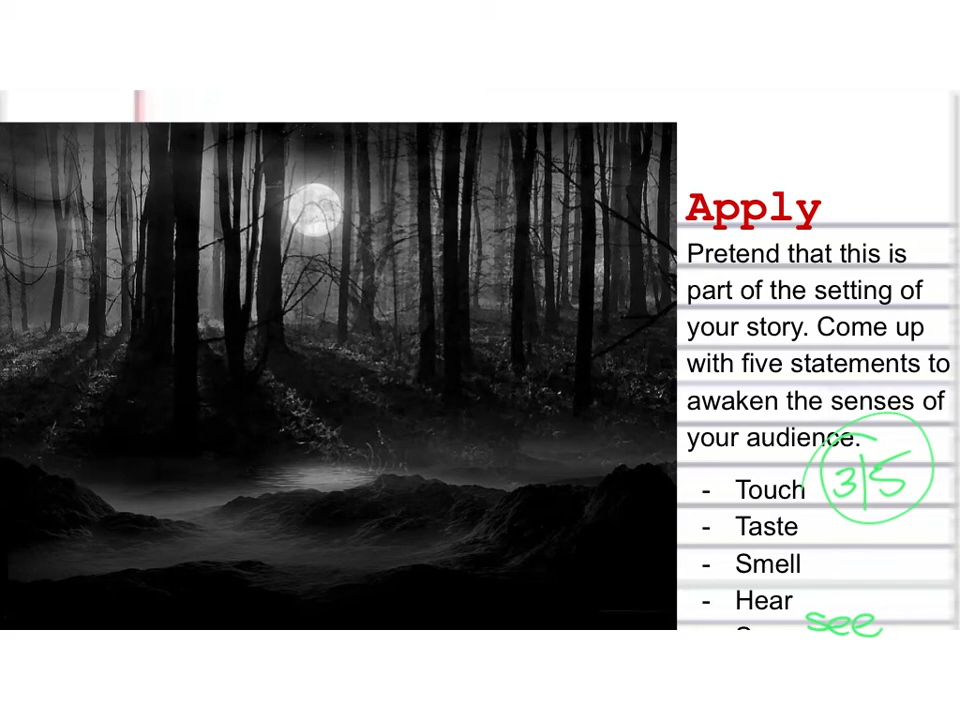 Apply
Pretend that this is
part of the setting of
your story. Come up
with five statements to
awaken the senses of
your audience.
3/5
- Touch
- Taste
- Smell
- Hear
see